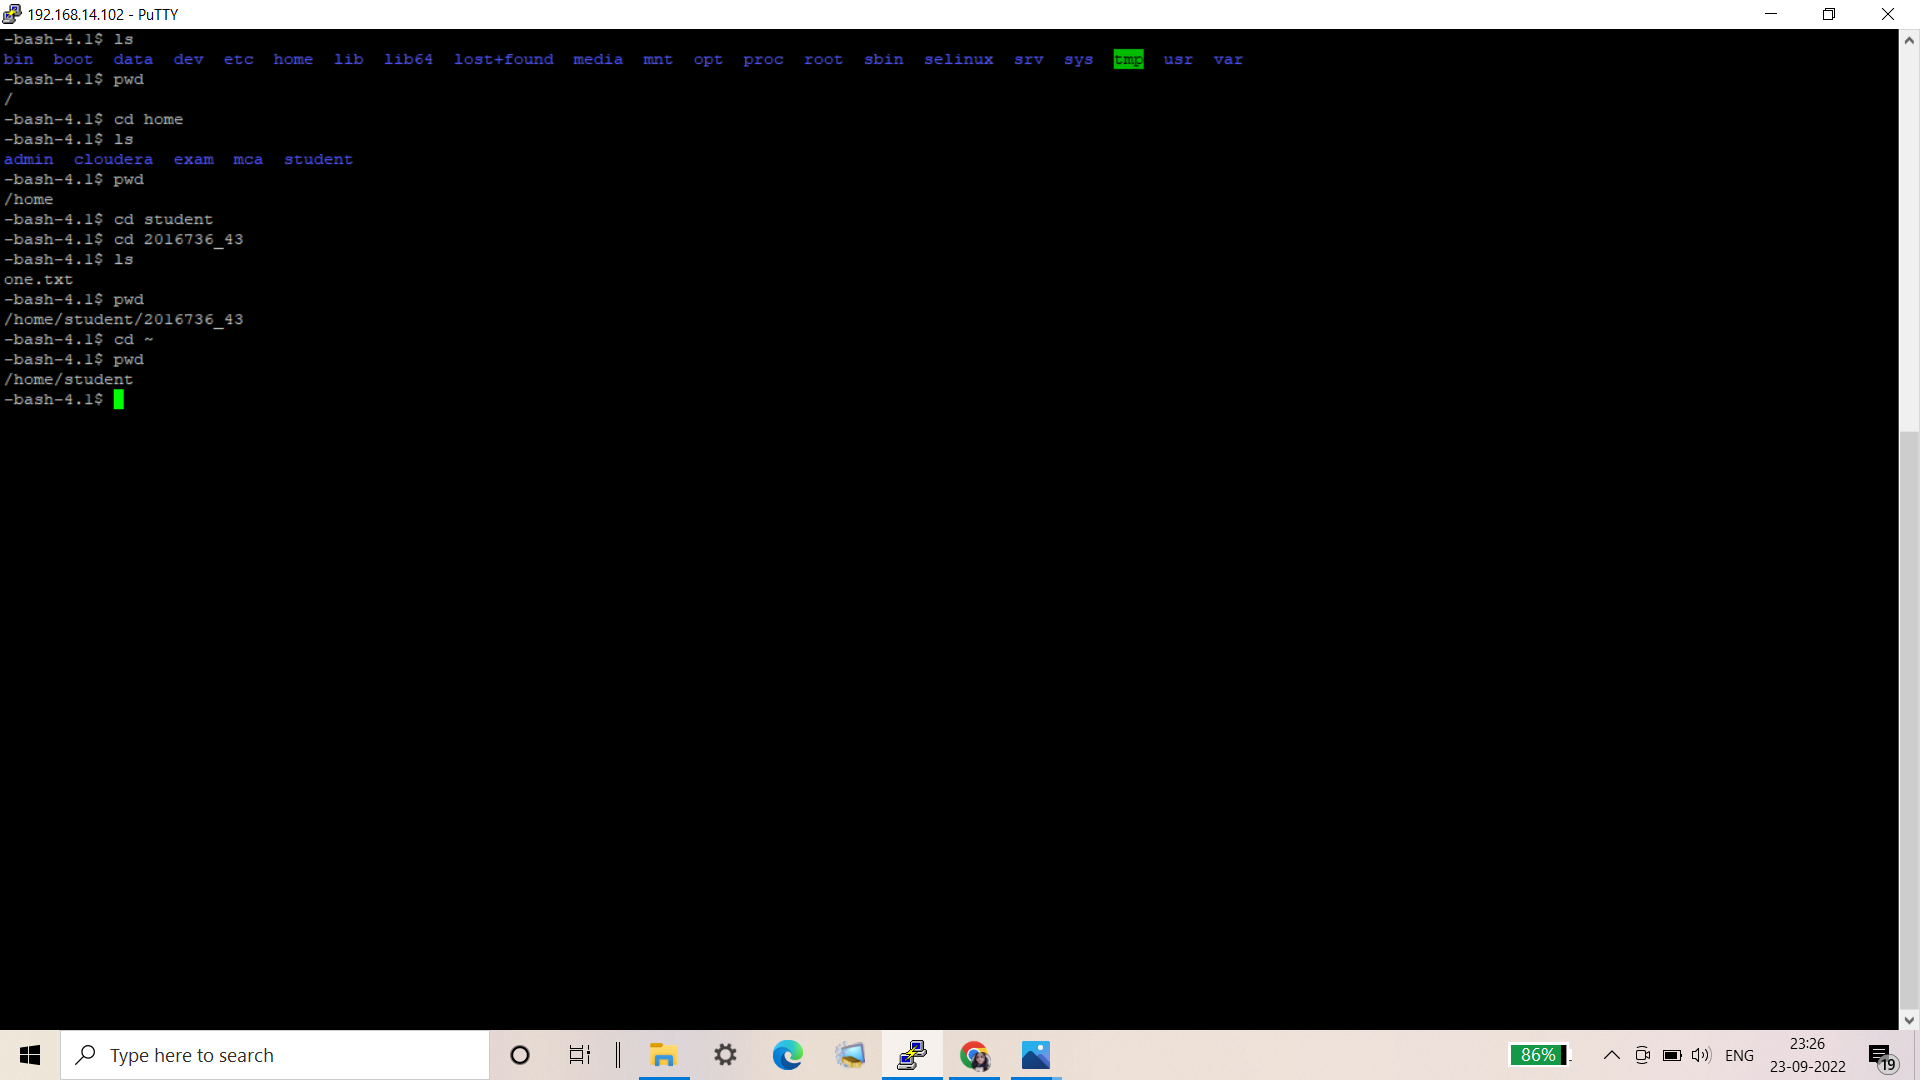 192.168.14.102 - PuTTY
-bash-4.1$ ls
bin boot data dev etc home lib lib64 lost+found media mnt opt proc root sbin selinux srv sys tmp usr var
-bash-4.1$ pwd
/
-bash-4.1$ cd home
-bash-4.1$ ls
admin cloudera exam mca student
-bash-4.1$ pwd
/home
-bash-4.1$ cd student
-bash-4.1$ cd 2016736_43
-bash-4.1$ ls
one.txt
-bash-4.1$ pwd
/home/student/2016736_43
-bash-4.1$ cd ~
-bash-4.1$ pwd
/home/student
-bash-4.1$
Type here to search
86%
ENG
23:26
23-09-2022
19